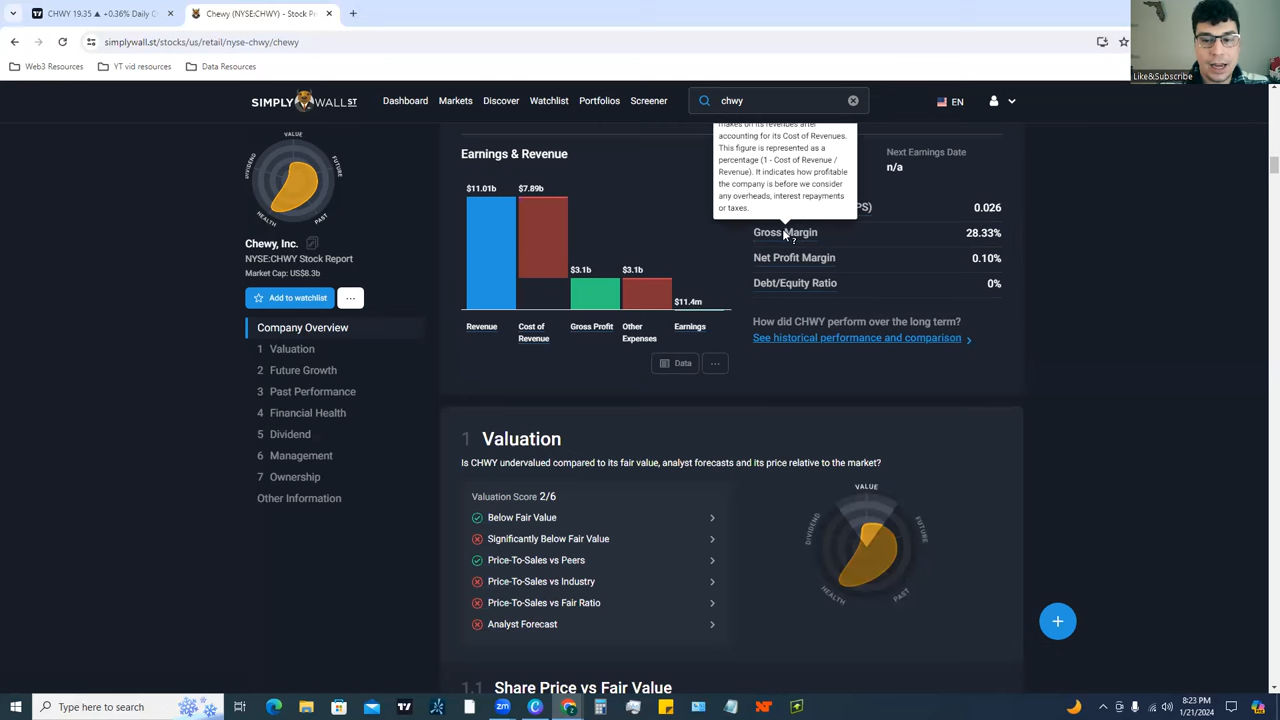 CHWY 19.35 ▲ +0.36% Daily
Chewy (NYSE:CHWY) - Stock Pr
simplywall.st/stocks/us/retail/nyse-chwy/chewy
Web3 Resources
YT vid resources
Data Resources
Like&Subscribe
SIMPLY WALL ST
Dashboard
Markets
Discover
Watchlist
Portfolios
Screener
chwy
EN
VALUE
FUTURE
PAST
HEALTH
DIVIDEND
Chewy, Inc.
NYSE:CHWY Stock Report
Market Cap: US$8.3b
Add to watchlist
...
Company Overview
1 Valuation
2 Future Growth
3 Past Performance
4 Financial Health
5 Dividend
6 Management
7 Ownership
Other Information
Earnings & Revenue
$11.01b
$7.89b
$3.1b
$3.1b
$11.4m
Revenue
Cost of
Revenue
Gross Profit
Other
Expenses
Earnings
Data
...
makes on its revenues after
accounting for its Cost of Revenues.
This figure is represented as a
percentage (1 - Cost of Revenue /
Revenue). It indicates how profitable
the company is before we consider
any overheads, interest repayments
or taxes.
Next Earnings Date
n/a
PS) 0.026
Gross Margin 28.33%
Net Profit Margin 0.10%
Debt/Equity Ratio 0%
How did CHWY perform over the long term?
See historical performance and comparison
1 Valuation
Is CHWY undervalued compared to its fair value, analyst forecasts and its price relative to the market?
Valuation Score 2/6
Below Fair Value
Significantly Below Fair Value
Price-To-Sales vs Peers
Price-To-Sales vs Industry
Price-To-Sales vs Fair Ratio
Analyst Forecast
VALUE
FUTURE
PAST
HEALTH
DIVIDEND
1.1 Share Price vs Fair Value
Type here to search
8:23 PM
1/21/2024